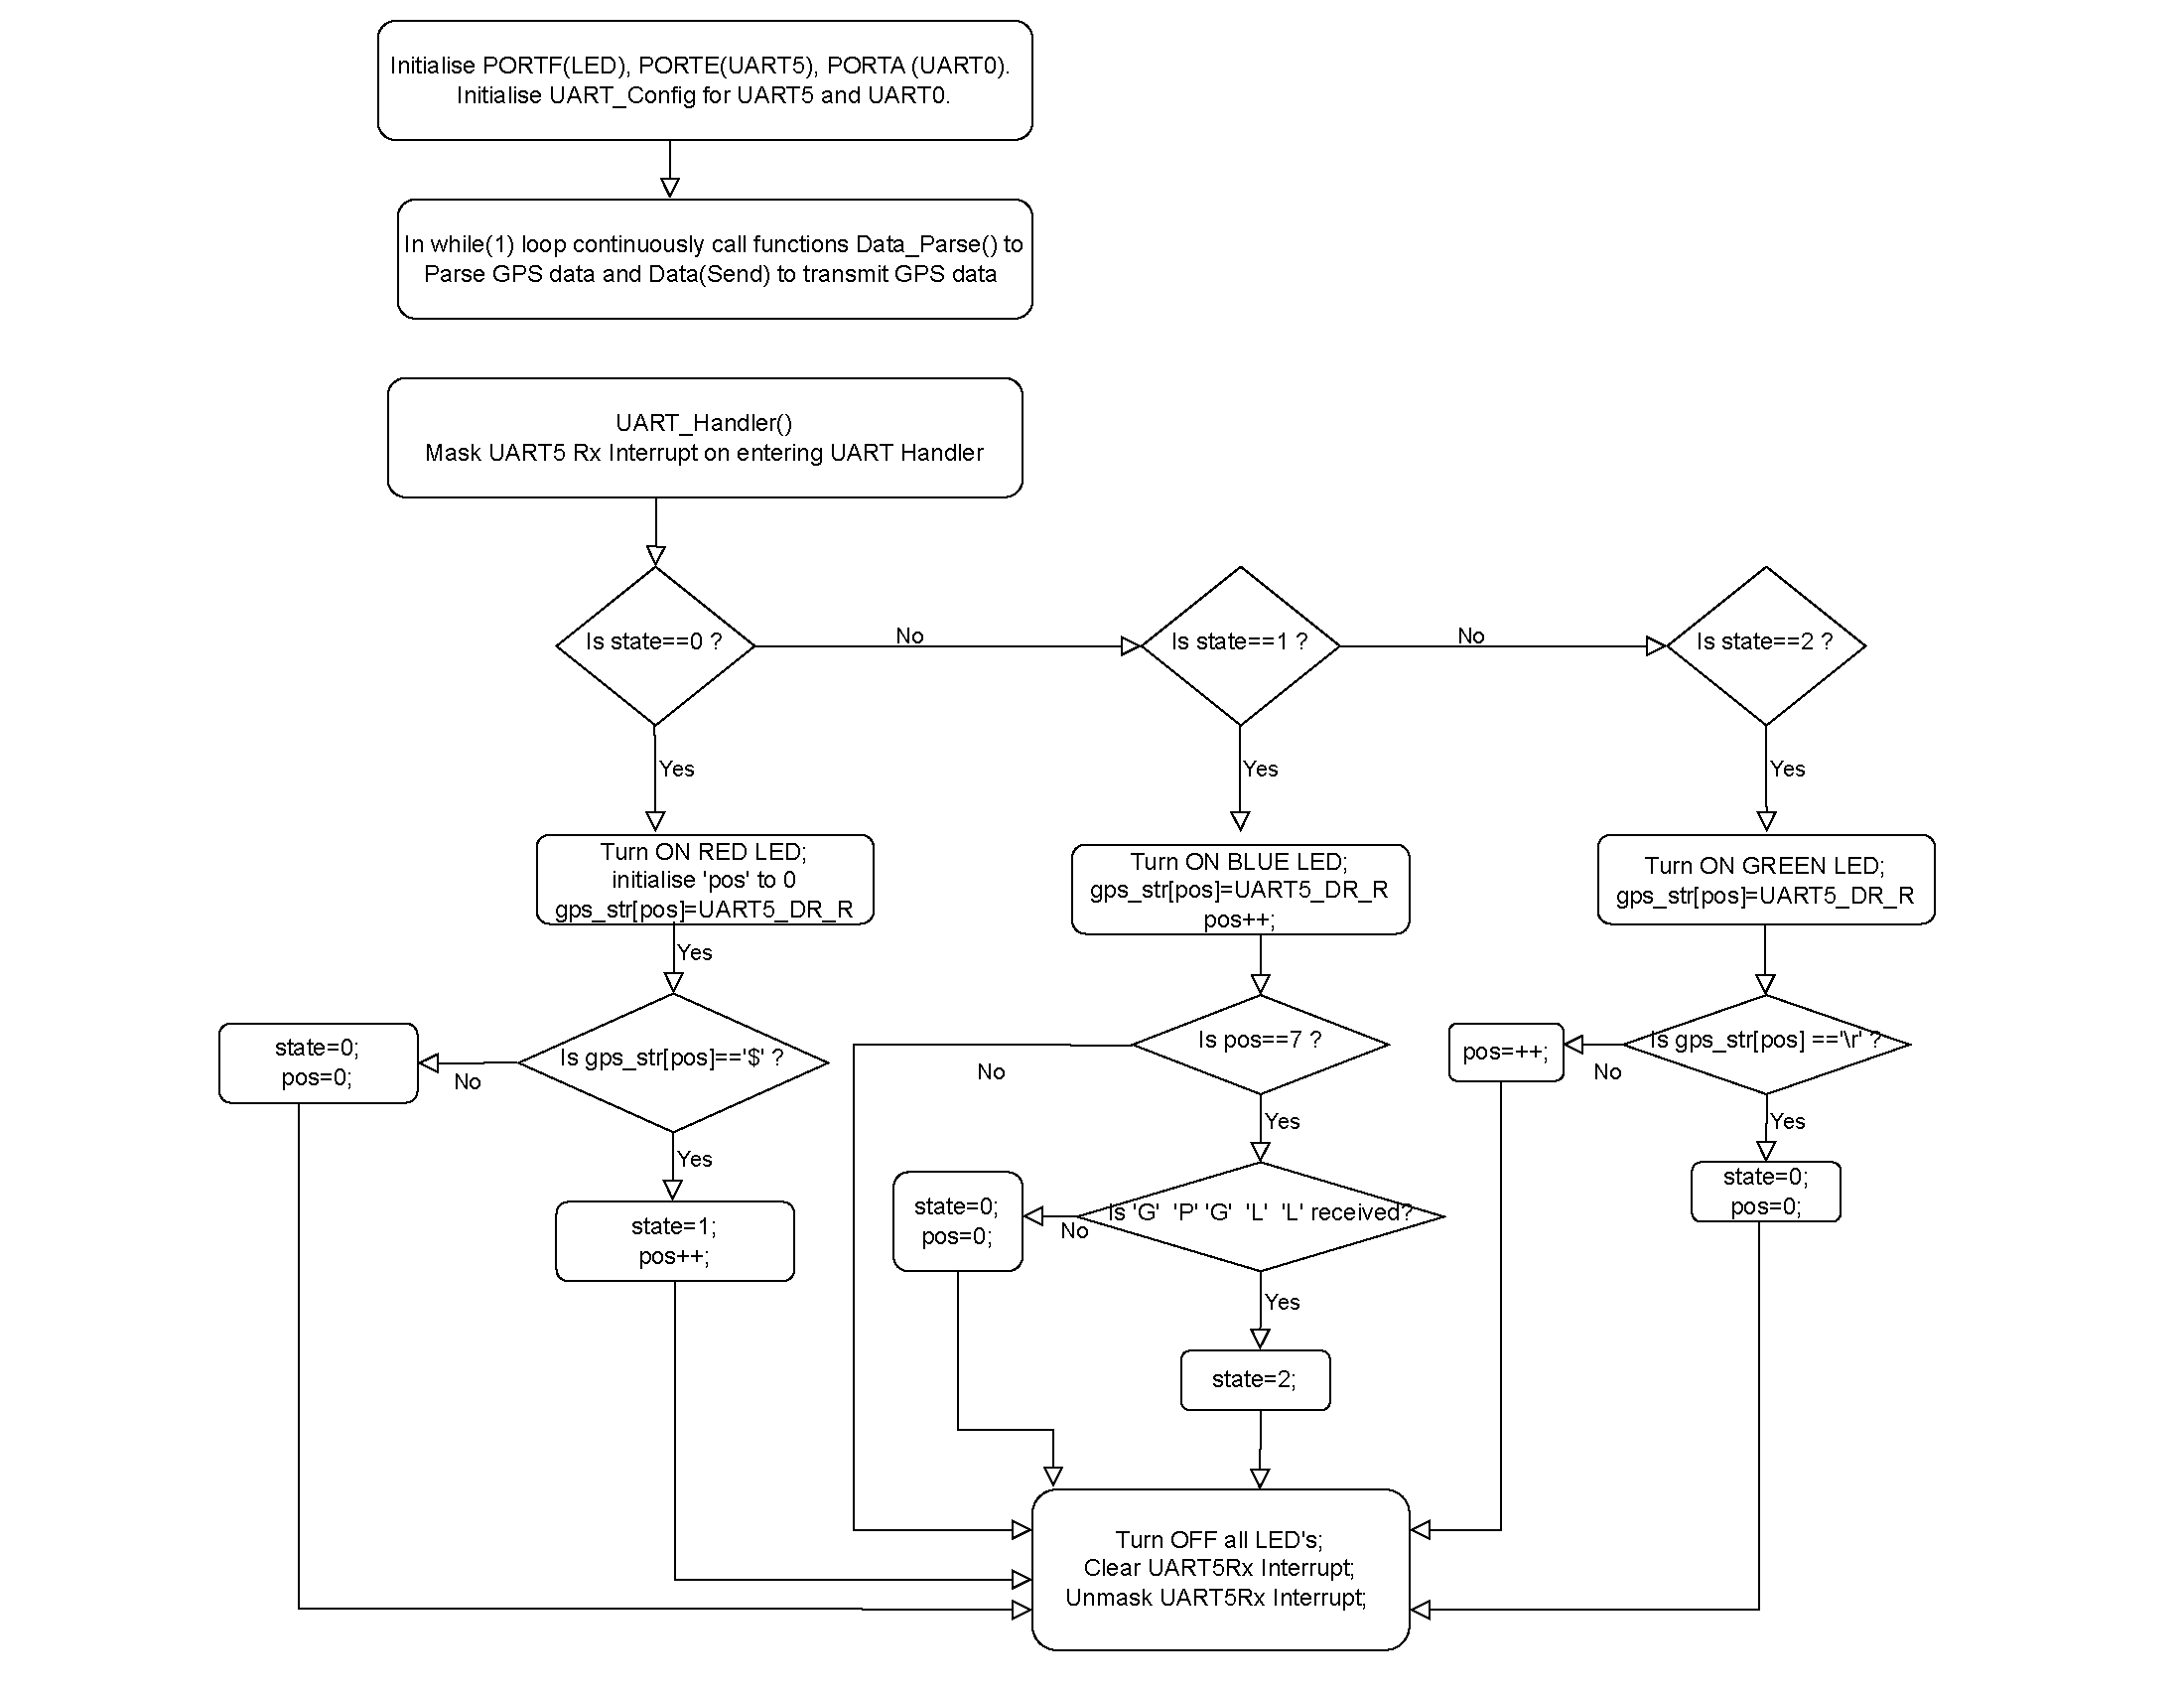 Initialise PORTF(LED), PORTE(UART5), PORTA (UART0).
Initialise UART_Config for UART5 and UART0.
In while(1) loop continuously call functions Data_Parse() to
Parse GPS data and Data(Send) to transmit GPS data
UART_Handler()
Mask UART5 Rx Interrupt on entering UART Handler
Is state==0 ?
No
Is state==1 ?
No
Is state==2 ?
Yes
Yes
Yes
Turn ON RED LED;
initialise 'pos' to 0
gps_str[pos]=UART5_DR_R
Turn ON BLUE LED;
gps_str[pos]=UART5_DR_R
pos++;
Turn ON GREEN LED;
gps_str[pos]=UART5_DR_R
Yes
state=0;
pos=0;
No
Is gps_str[pos]=='$' ?
No
Is pos==7 ?
pos=++;
No
Is gps_str[pos] =='\r' ?
Yes
Yes
Yes
state=1;
pos++;
state=0;
pos=0;
No
Is 'G' 'P' 'G' 'L' 'L' received?
state=0;
pos=0;
Yes
state=2;
Turn OFF all LED's;
Clear UART5Rx Interrupt;
Unmask UART5Rx Interrupt;